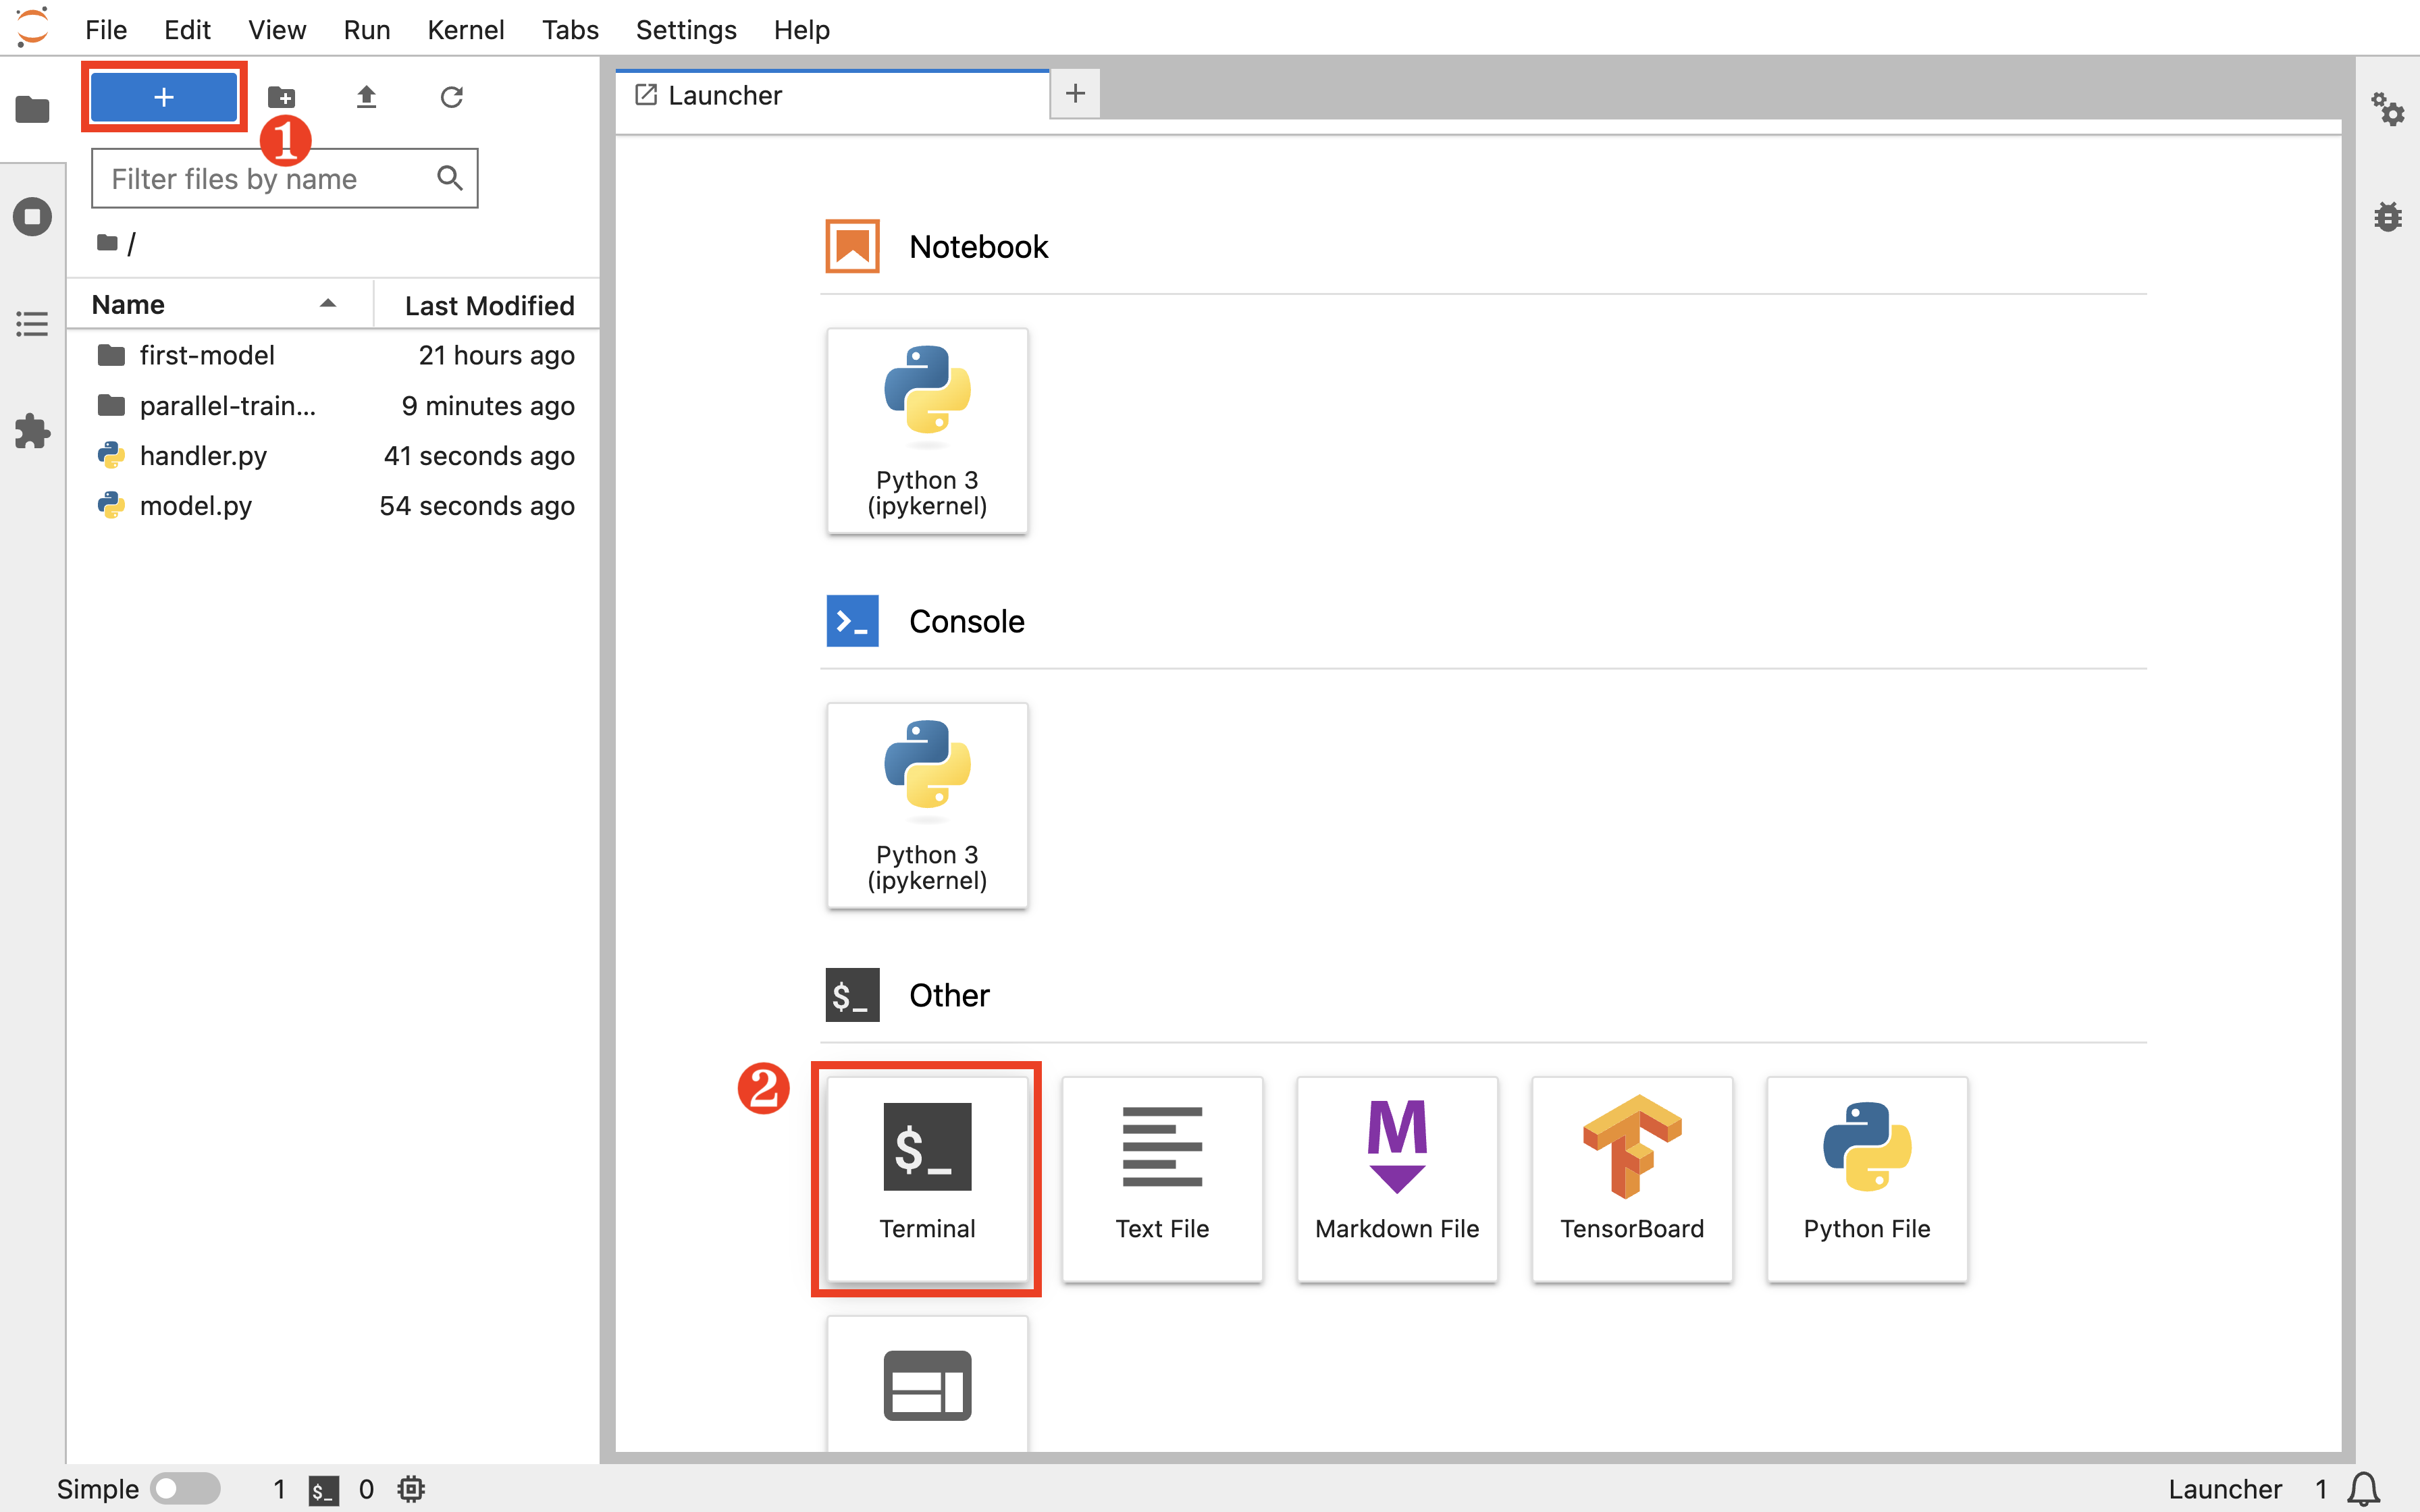 File Edit View Run Kernel Tabs Settings Help
+
1
Filter files by name
/
Name Last Modified
first-model 21 hours ago
parallel-train... 9 minutes ago
handler.py 41 seconds ago
model.py 54 seconds ago
Launcher +
Notebook
Python 3
(ipykernel)
>_ Console
Python 3
(ipykernel)
$_ Other
2
$_
Terminal
Text File
M
Markdown File
TensorBoard
Python File
Simple 1 $_ 0
Launcher 1